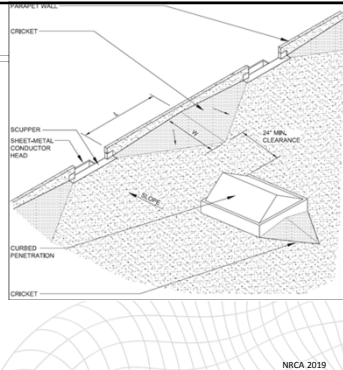 PARAPET WALL
CRICKET
L
SCUPPER
SHEET-METAL
CONDUCTOR
HEAD
W
24" MIN.
CLEARANCE
SLOPE
CURBED
PENETRATION
CRICKET
NRCA 2019